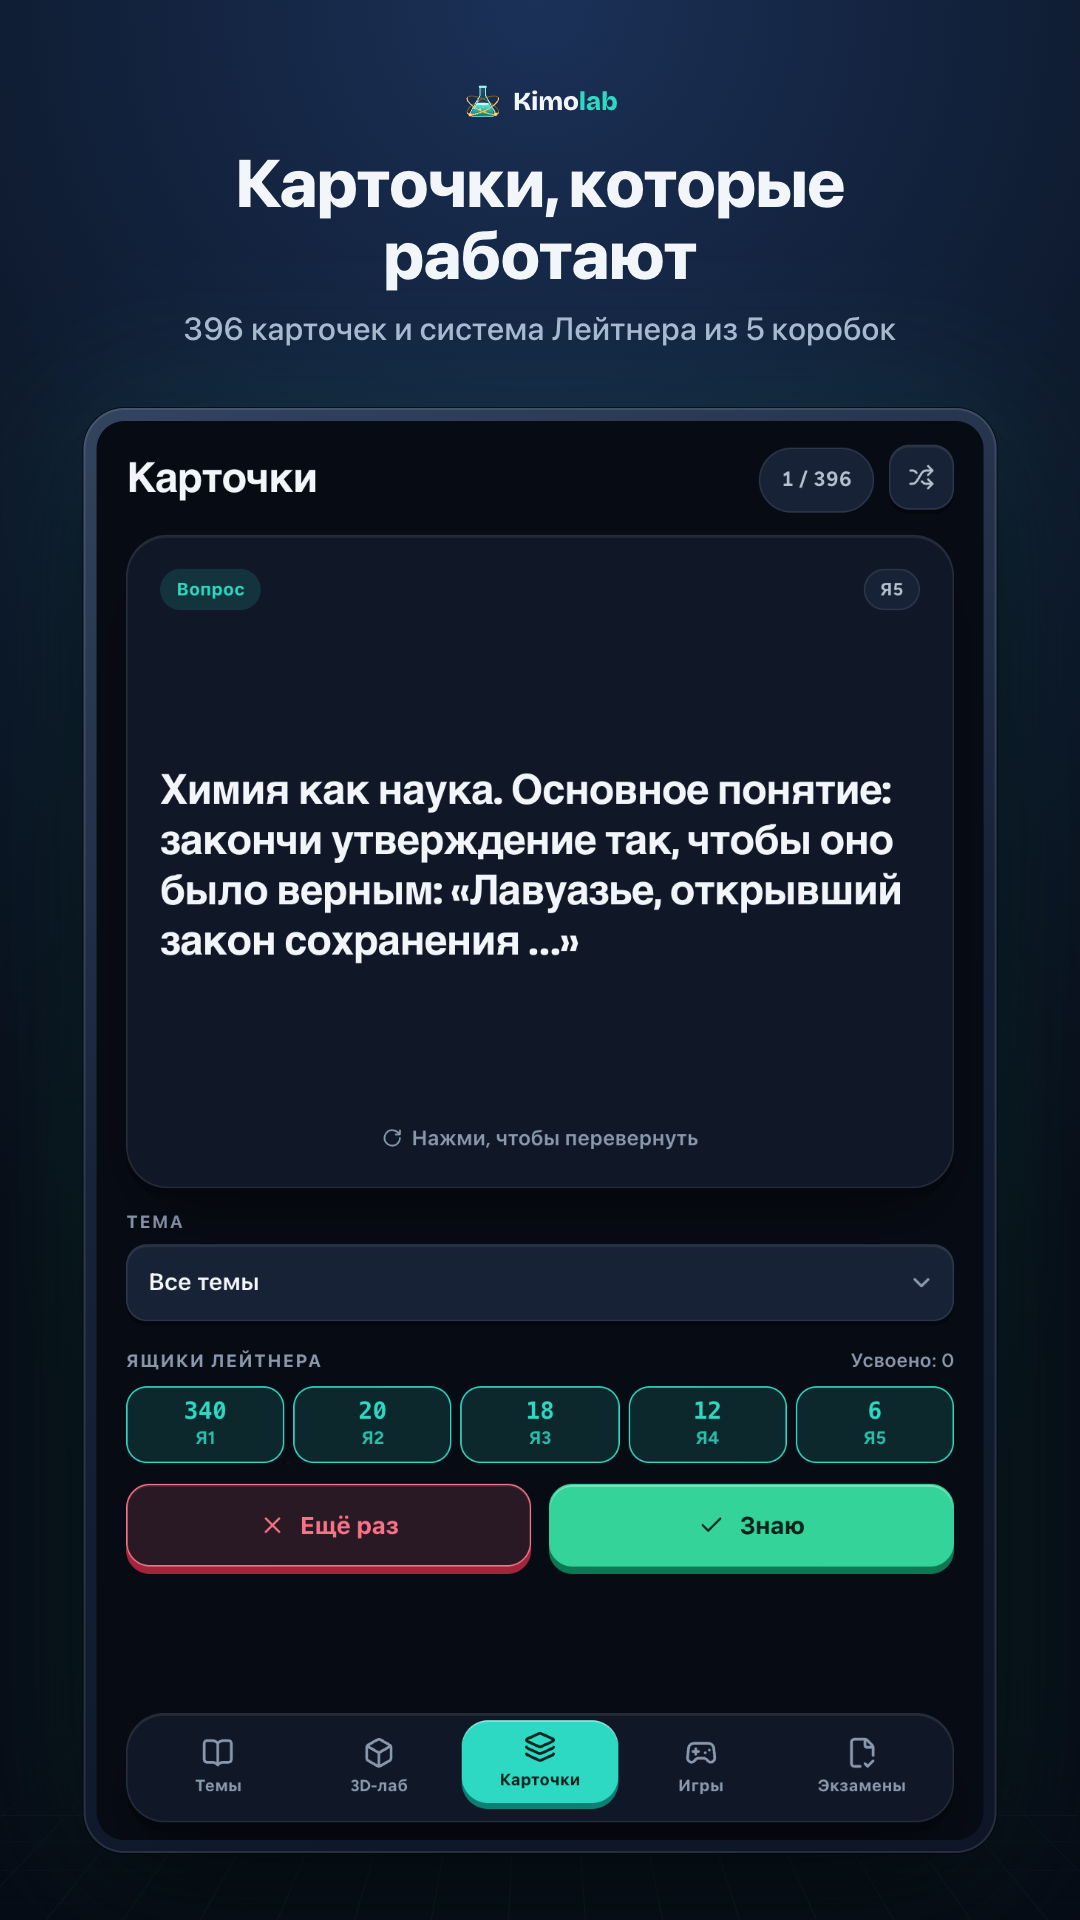 Kimolab
Карточки, которые
работают
396 карточек и система Лейтнера из 5 коробок
Карточки
1 / 396
Вопрос
Я5
Химия как наука. Основное понятие:
закончи утверждение так, чтобы оно
было верным: «Лавуазье, открывший
закон сохранения ...»
Нажми, чтобы перевернуть
ТЕМА
Все темы
ЯЩИКИ ЛЕЙТНЕРА
Усвоено: 0
340
Я1
20
Я2
18
Я3
12
Я4
6
Я5
Ещё раз
Знаю
Темы
3D-лаб
Карточки
Игры
Экзамены